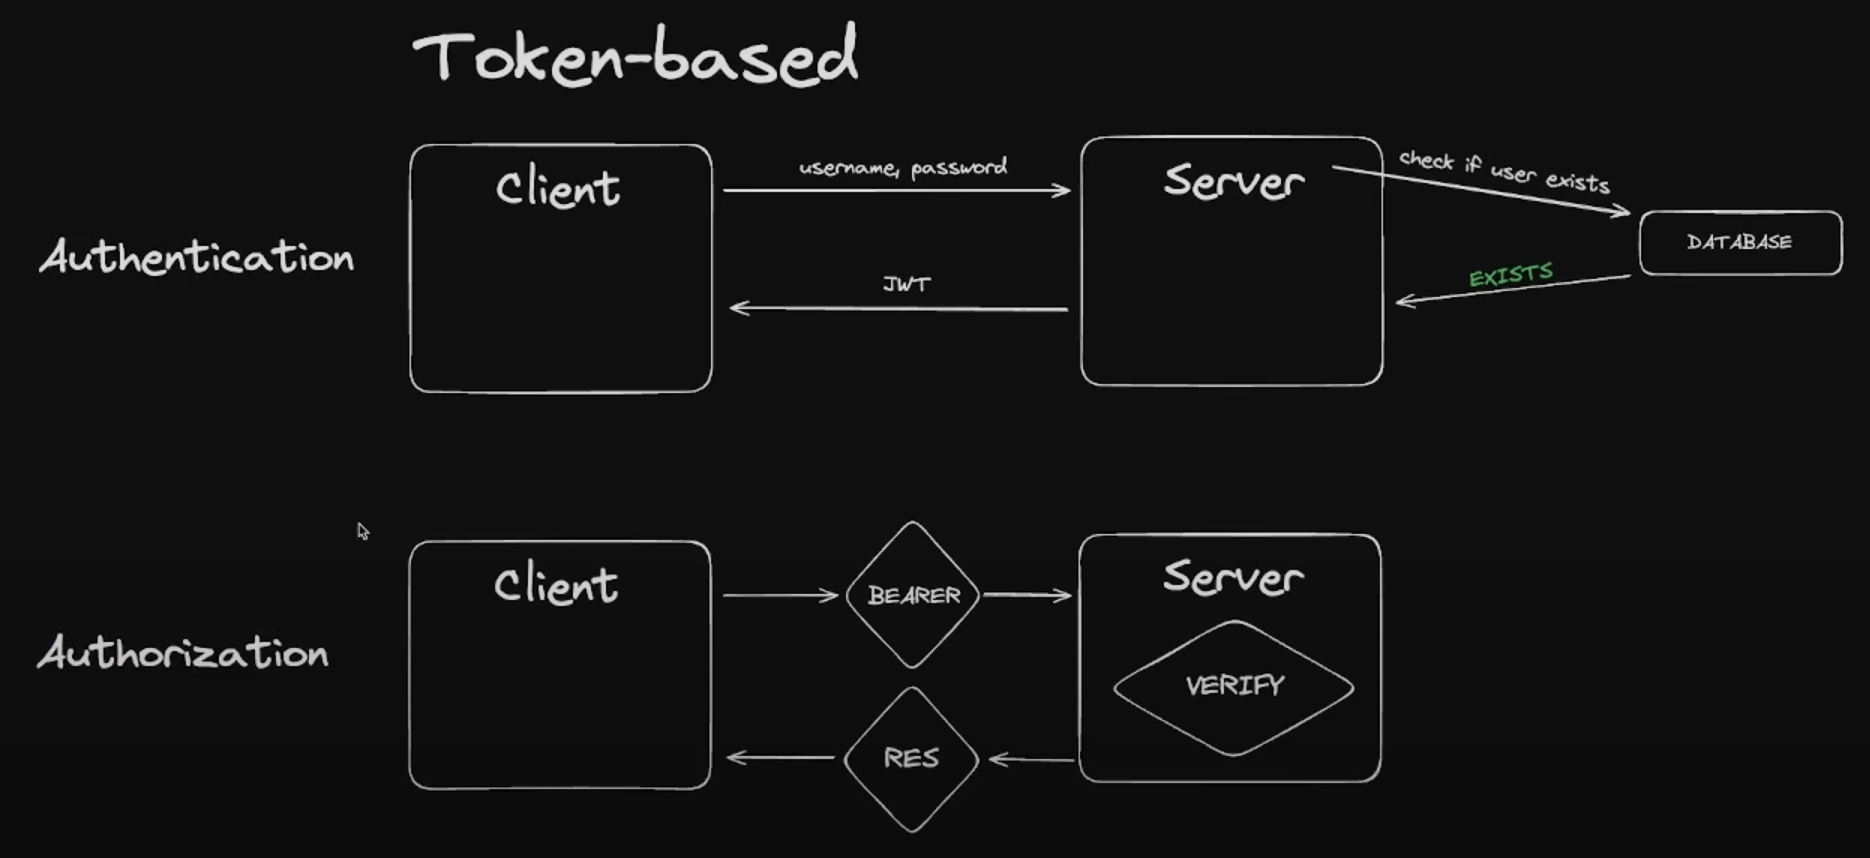 Token-based
Authentication
Client
username, password
JWT
Server
check if user exists
EXISTS
DATABASE
Authorization
Client
BEARER
RES
Server
VERIFY